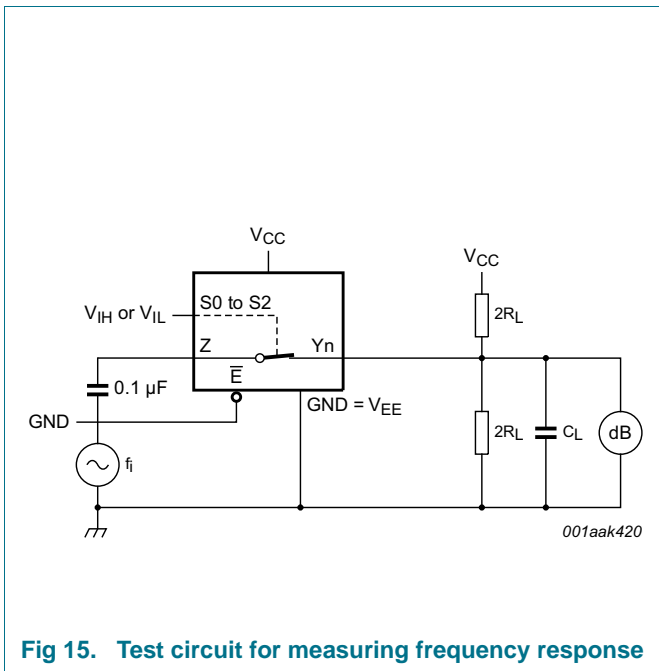 VCC
VCC
S0 to S2
VIH or VIL
2RL
Z
Yn
E
0.1 µF
GND = VEE
GND
2RL
CL
dB
fi
001aak420
Fig 15. Test circuit for measuring frequency response